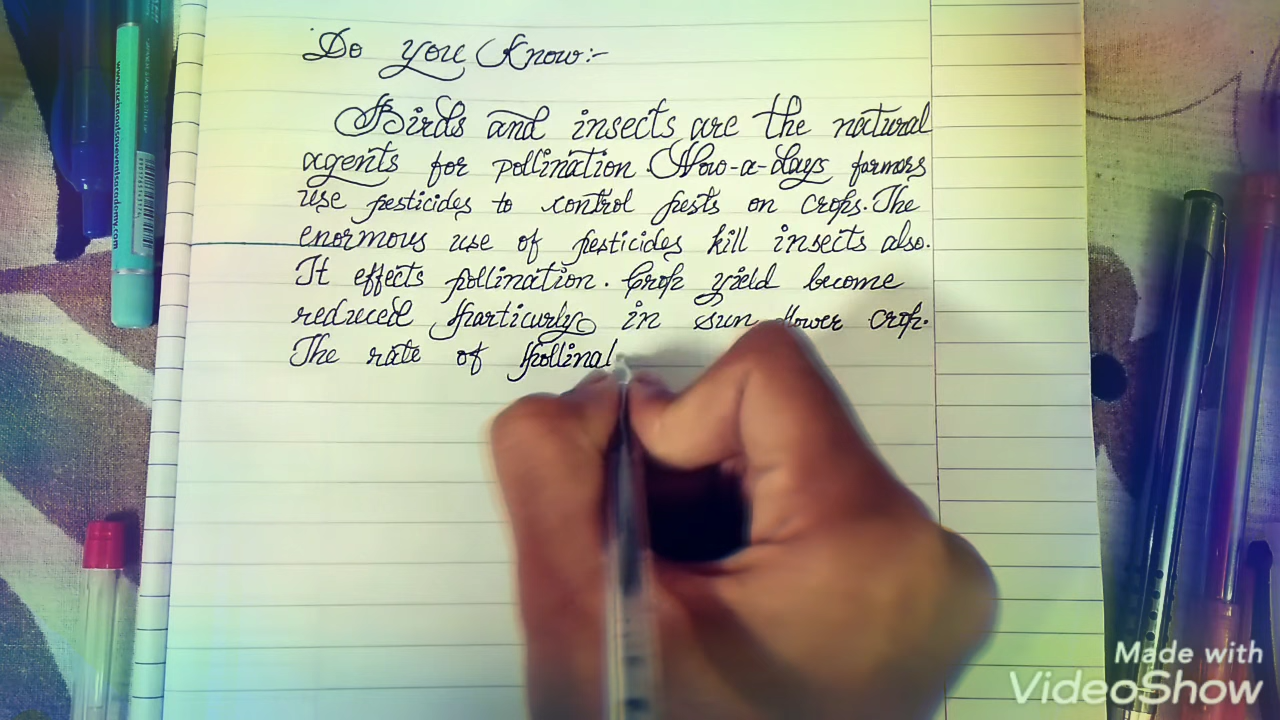 Do you Know:-
Birds and insects are the natural
agents for pollination Now-a-days farmers
use pesticides to control pests on crops. The
enormous use of pesticides kill insects also.
It effects pollination. Crop yield become
reduced particurly in sun flower crop.
The rate of pollinat
Made with
VideoShow